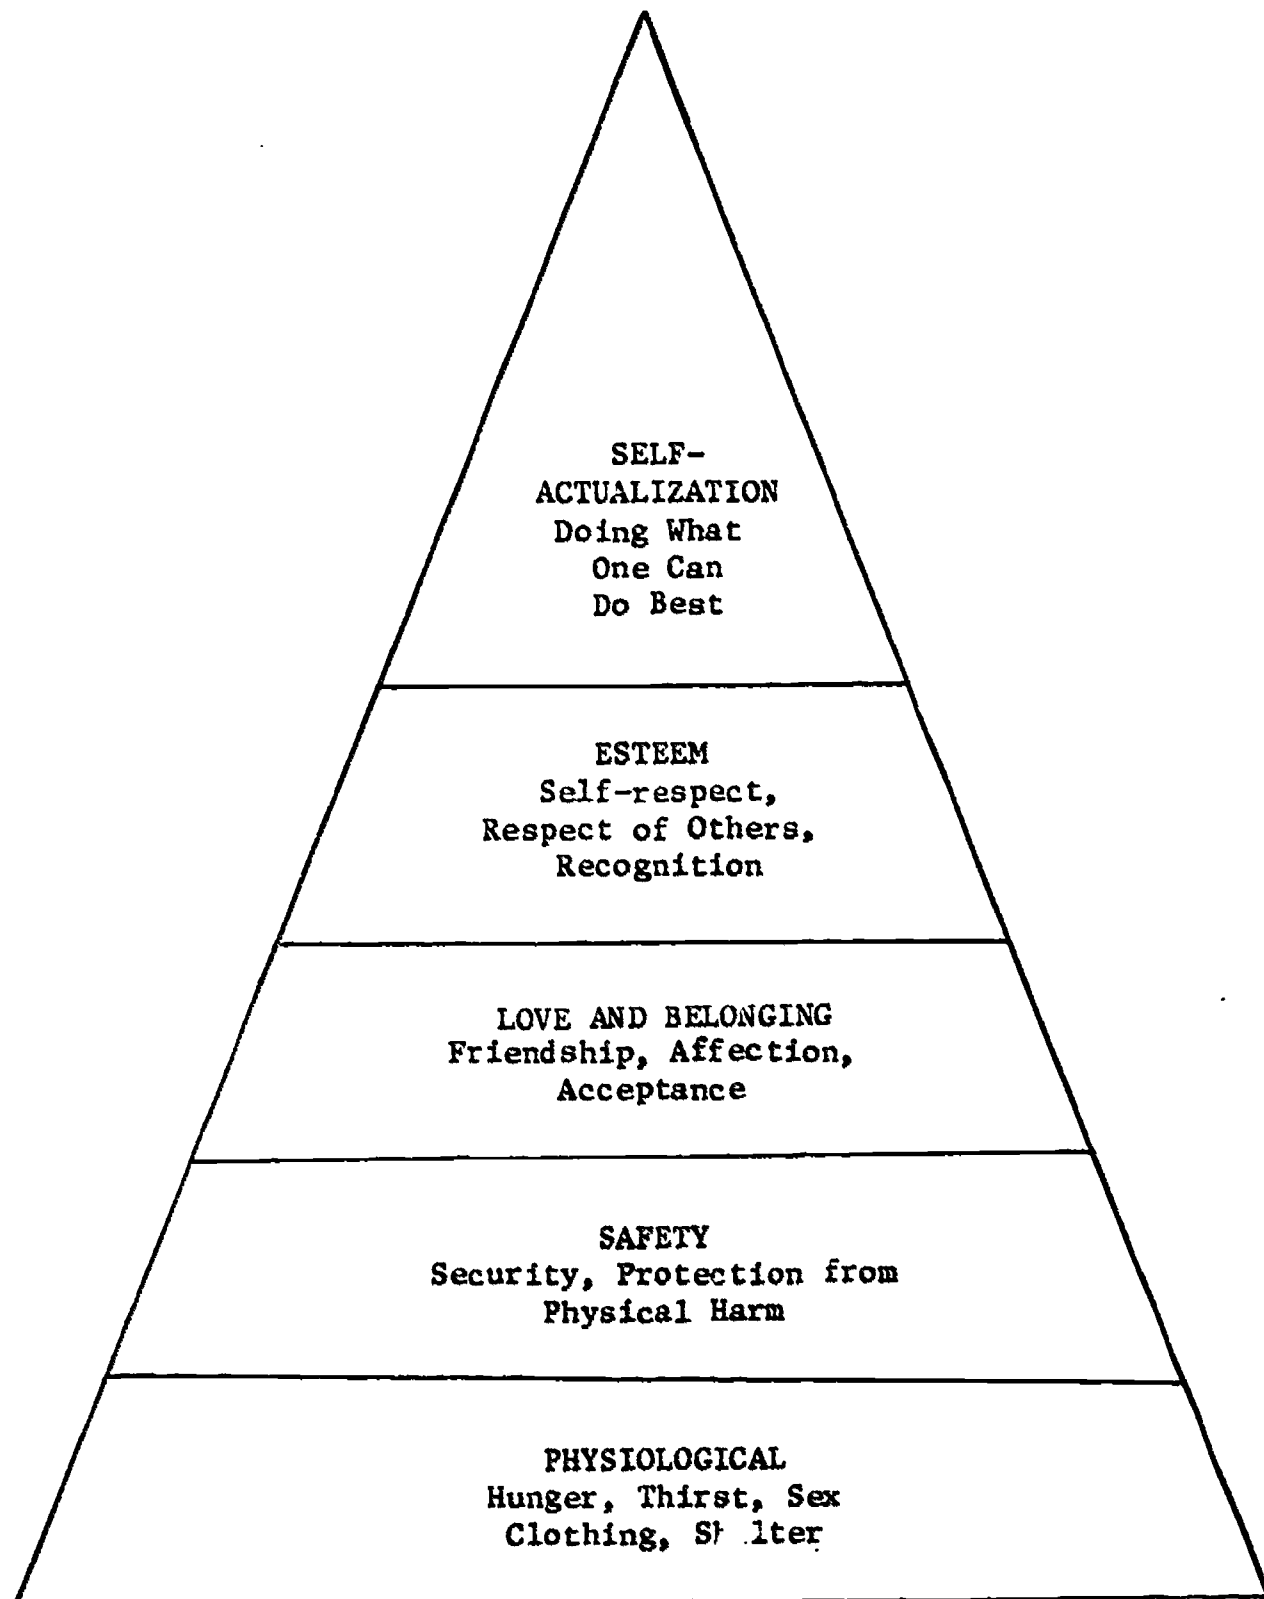 SELF-
ACTUALIZATION
Doing What
One Can
Do Best
ESTEEM
Self-respect,
Respect of Others,
Recognition
LOVE AND BELONGING
Friendship, Affection,
Acceptance
SAFETY
Security, Protection from
Physical Harm
PHYSIOLOGICAL
Hunger, Thirst, Sex
Clothing,